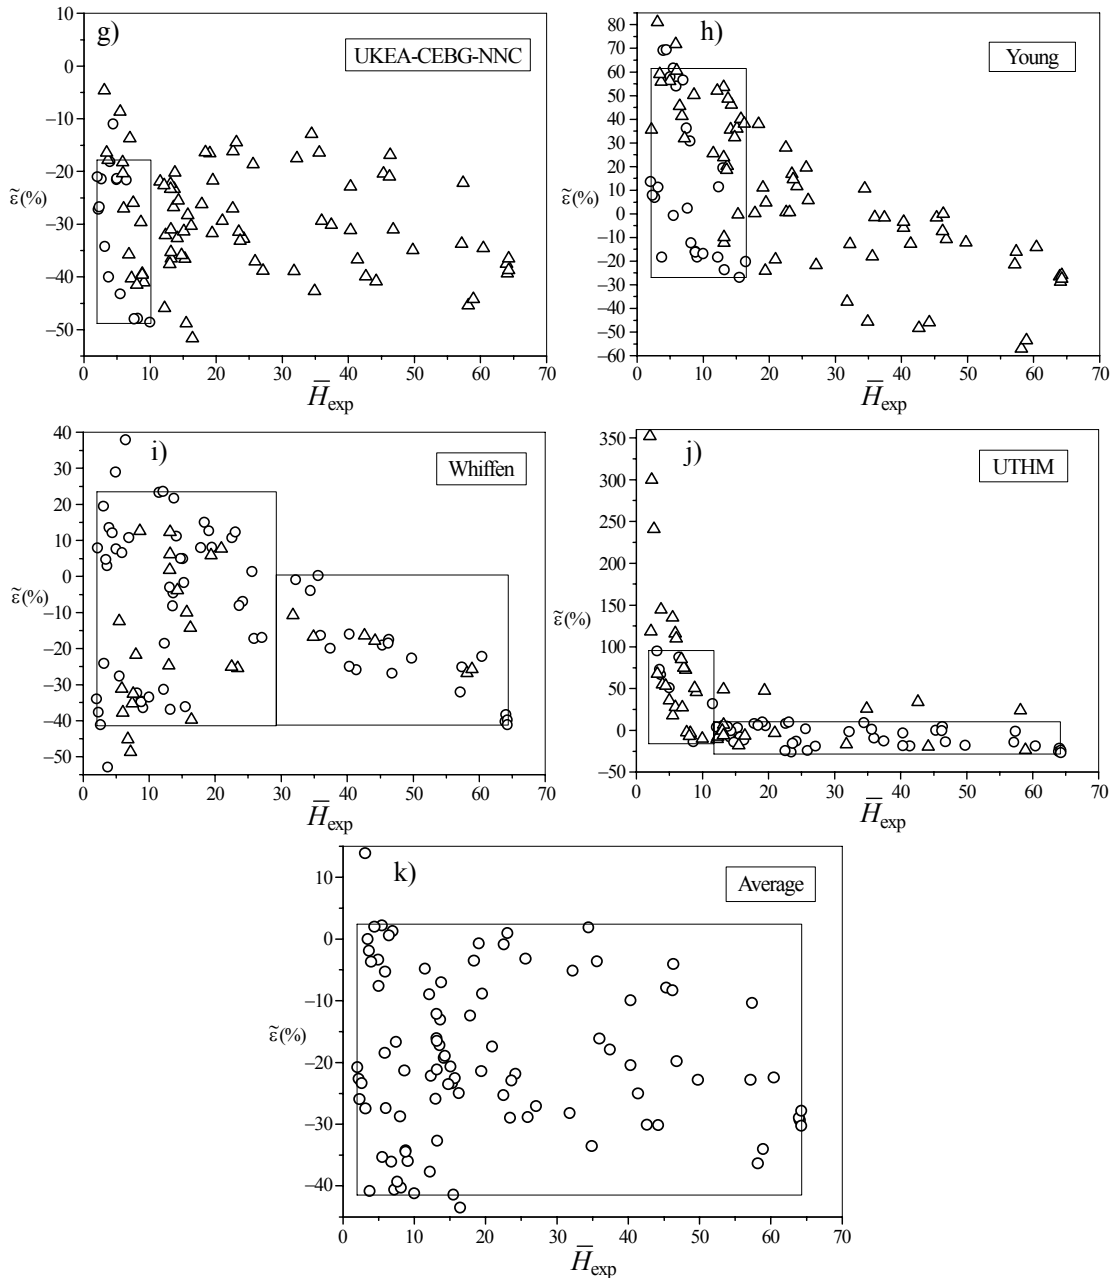 g)
UKEA-CEBG-NNC
10
0
−10
−20
−30
−40
−50
ε̃(%)
0 10 20 30 40 50 60 70
H̅exp
h)
Young
80
70
60
50
40
30
20
10
0
−10
−20
−30
−40
−50
−60
ε̃(%)
0 10 20 30 40 50 60 70
H̅exp
i)
Whiffen
40
30
20
10
0
−10
−20
−30
−40
−50
ε̃(%)
0 10 20 30 40 50 60 70
H̅exp
j)
UTHM
350
300
250
200
150
100
50
0
−50
ε̃(%)
0 10 20 30 40 50 60 70
H̅exp
k)
Average
10
0
−10
−20
−30
−40
ε̃(%)
0 10 20 30 40 50 60 70
H̅exp